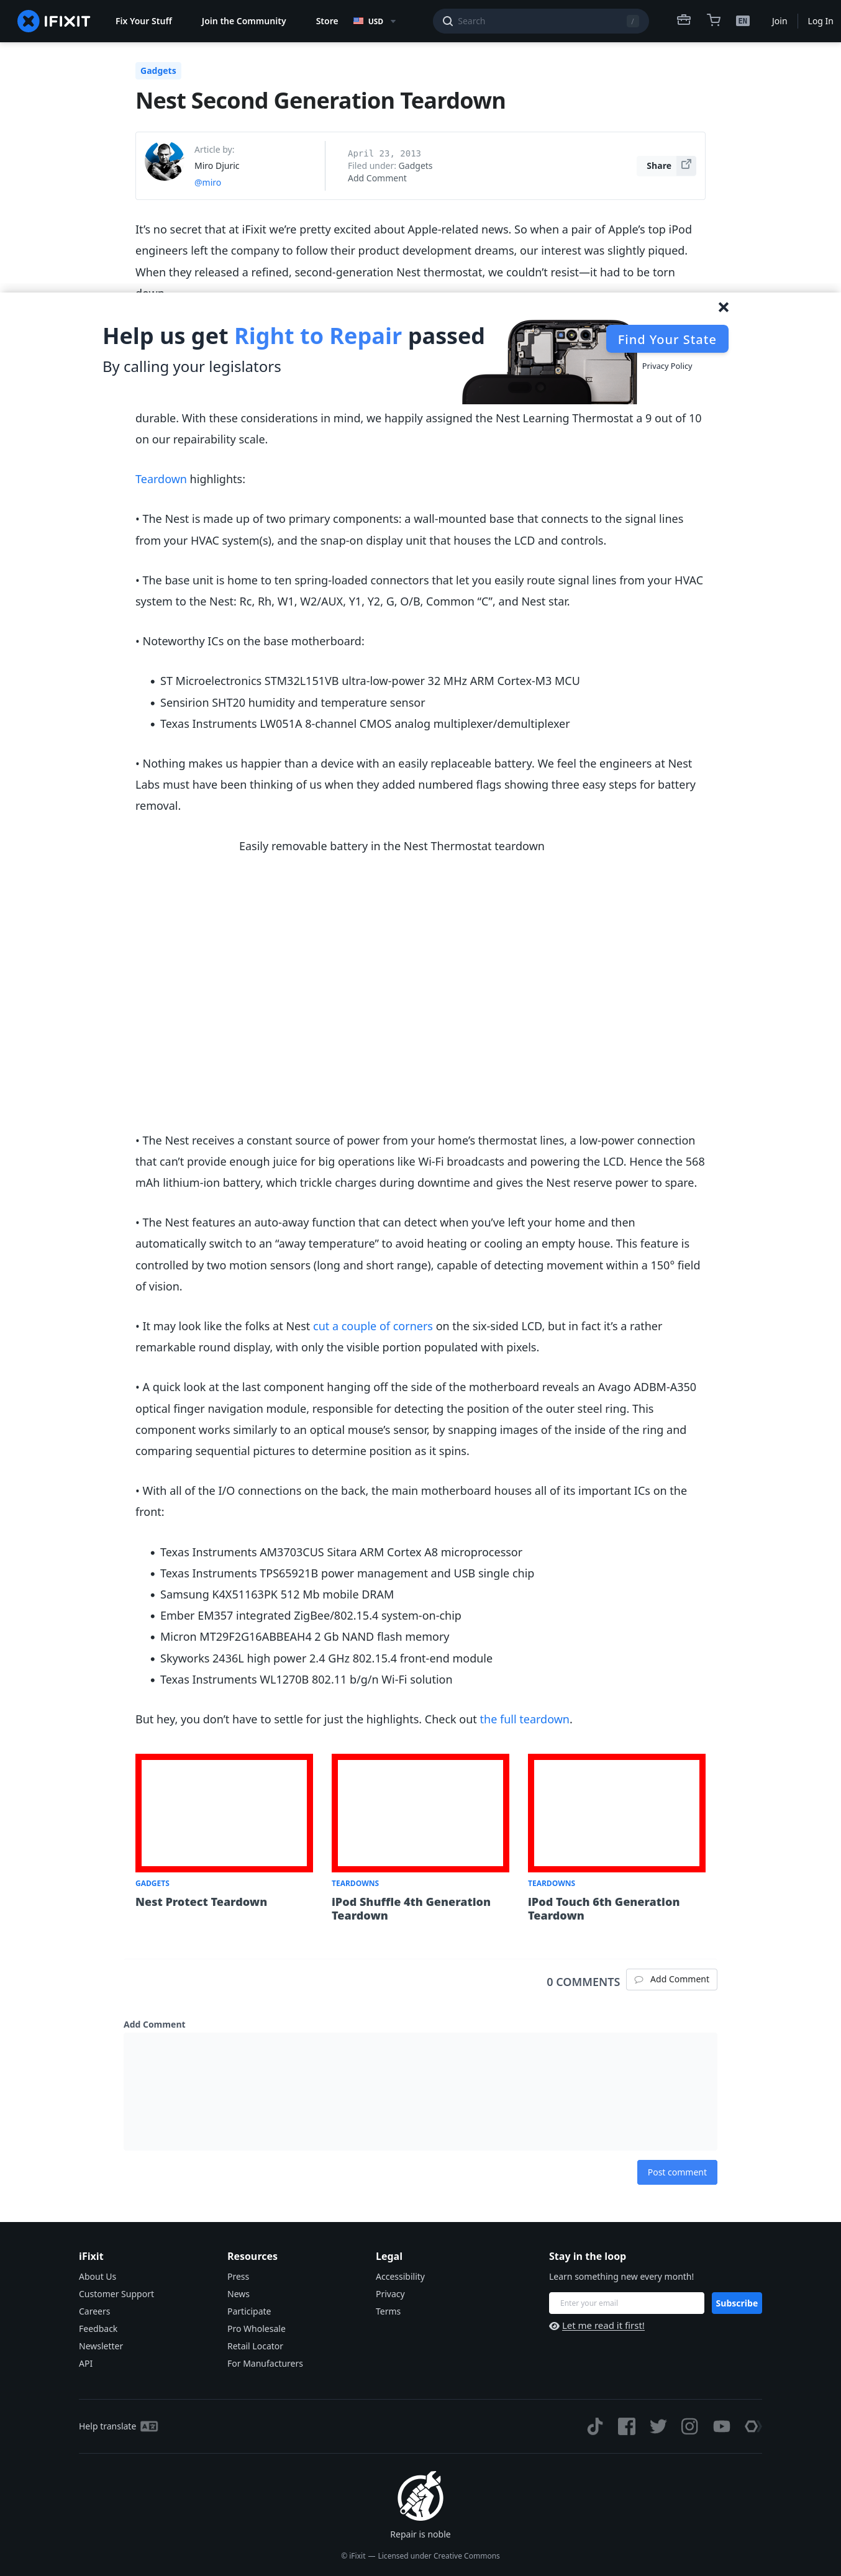 IFIXIT
Fix Your Stuff
Join the Community
Store
USD
Search
/
EN
Join
Log In
Gadgets
Nest Second Generation Teardown
Article by:
Miro Djuric
@miro
April 23, 2013
Filed under: Gadgets
Add Comment
Share
It’s no secret that at iFixit we’re pretty excited about Apple-related news. So when a pair of Apple’s top iPod
engineers left the company to follow their product development dreams, our interest was slightly piqued.
When they released a refined, second-generation Nest thermostat, we couldn’t resist—it had to be torn
Help us get Right to Repair passed
By calling your legislators
Find Your State
Privacy Policy
durable. With these considerations in mind, we happily assigned the Nest Learning Thermostat a 9 out of 10
on our repairability scale.
Teardown highlights:
• The Nest is made up of two primary components: a wall-mounted base that connects to the signal lines
from your HVAC system(s), and the snap-on display unit that houses the LCD and controls.
• The base unit is home to ten spring-loaded connectors that let you easily route signal lines from your HVAC
system to the Nest: Rc, Rh, W1, W2/AUX, Y1, Y2, G, O/B, Common “C”, and Nest star.
• Noteworthy ICs on the base motherboard:
• ST Microelectronics STM32L151VB ultra-low-power 32 MHz ARM Cortex-M3 MCU
• Sensirion SHT20 humidity and temperature sensor
• Texas Instruments LW051A 8-channel CMOS analog multiplexer/demultiplexer
• Nothing makes us happier than a device with an easily replaceable battery. We feel the engineers at Nest
Labs must have been thinking of us when they added numbered flags showing three easy steps for battery
removal.
Easily removable battery in the Nest Thermostat teardown
• The Nest receives a constant source of power from your home’s thermostat lines, a low-power connection
that can’t provide enough juice for big operations like Wi-Fi broadcasts and powering the LCD. Hence the 568
mAh lithium-ion battery, which trickle charges during downtime and gives the Nest reserve power to spare.
• The Nest features an auto-away function that can detect when you’ve left your home and then
automatically switch to an “away temperature” to avoid heating or cooling an empty house. This feature is
controlled by two motion sensors (long and short range), capable of detecting movement within a 150° field
of vision.
• It may look like the folks at Nest cut a couple of corners on the six-sided LCD, but in fact it’s a rather
remarkable round display, with only the visible portion populated with pixels.
• A quick look at the last component hanging off the side of the motherboard reveals an Avago ADBM-A350
optical finger navigation module, responsible for detecting the position of the outer steel ring. This
component works similarly to an optical mouse’s sensor, by snapping images of the inside of the ring and
comparing sequential pictures to determine position as it spins.
• With all of the I/O connections on the back, the main motherboard houses all of its important ICs on the
front:
• Texas Instruments AM3703CUS Sitara ARM Cortex A8 microprocessor
• Texas Instruments TPS65921B power management and USB single chip
• Samsung K4X51163PK 512 Mb mobile DRAM
• Ember EM357 integrated ZigBee/802.15.4 system-on-chip
• Micron MT29F2G16ABBEAH4 2 Gb NAND flash memory
• Skyworks 2436L high power 2.4 GHz 802.15.4 front-end module
• Texas Instruments WL1270B 802.11 b/g/n Wi-Fi solution
But hey, you don’t have to settle for just the highlights. Check out the full teardown.
GADGETS
Nest Protect Teardown
TEARDOWNS
iPod Shuffle 4th Generation
Teardown
TEARDOWNS
iPod Touch 6th Generation
Teardown
0 COMMENTS
Add Comment
Add Comment
Post comment
iFixit
About Us
Customer Support
Careers
Feedback
Newsletter
API
Resources
Press
News
Participate
Pro Wholesale
Retail Locator
For Manufacturers
Legal
Accessibility
Privacy
Terms
Stay in the loop
Learn something new every month!
Enter your email
Subscribe
Let me read it first!
Help translate
Repair is noble
© iFixit — Licensed under Creative Commons